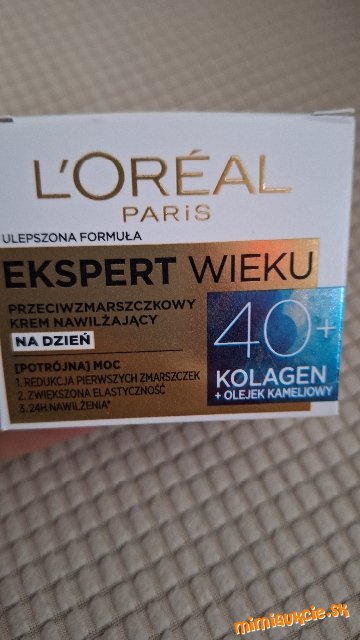 L'ORÉAL
PARiS
ULEPSZONA FORMUŁA
EKSPERT WIEKU
PRZECIWZMARSZCZKOWY
KREM NAWILŻAJĄCY
NA DZIEŃ
[POTRÓJNA] MOC
1. REDUKCJA PIERWSZYCH ZMARSZCZEK
2. ZWIĘKSZONA ELASTYCZNOŚĆ
3. 24H NAWILŻENIA*
40+
KOLAGEN
+ OLEJEK KAMELIOWY
mimiaukcie.sk